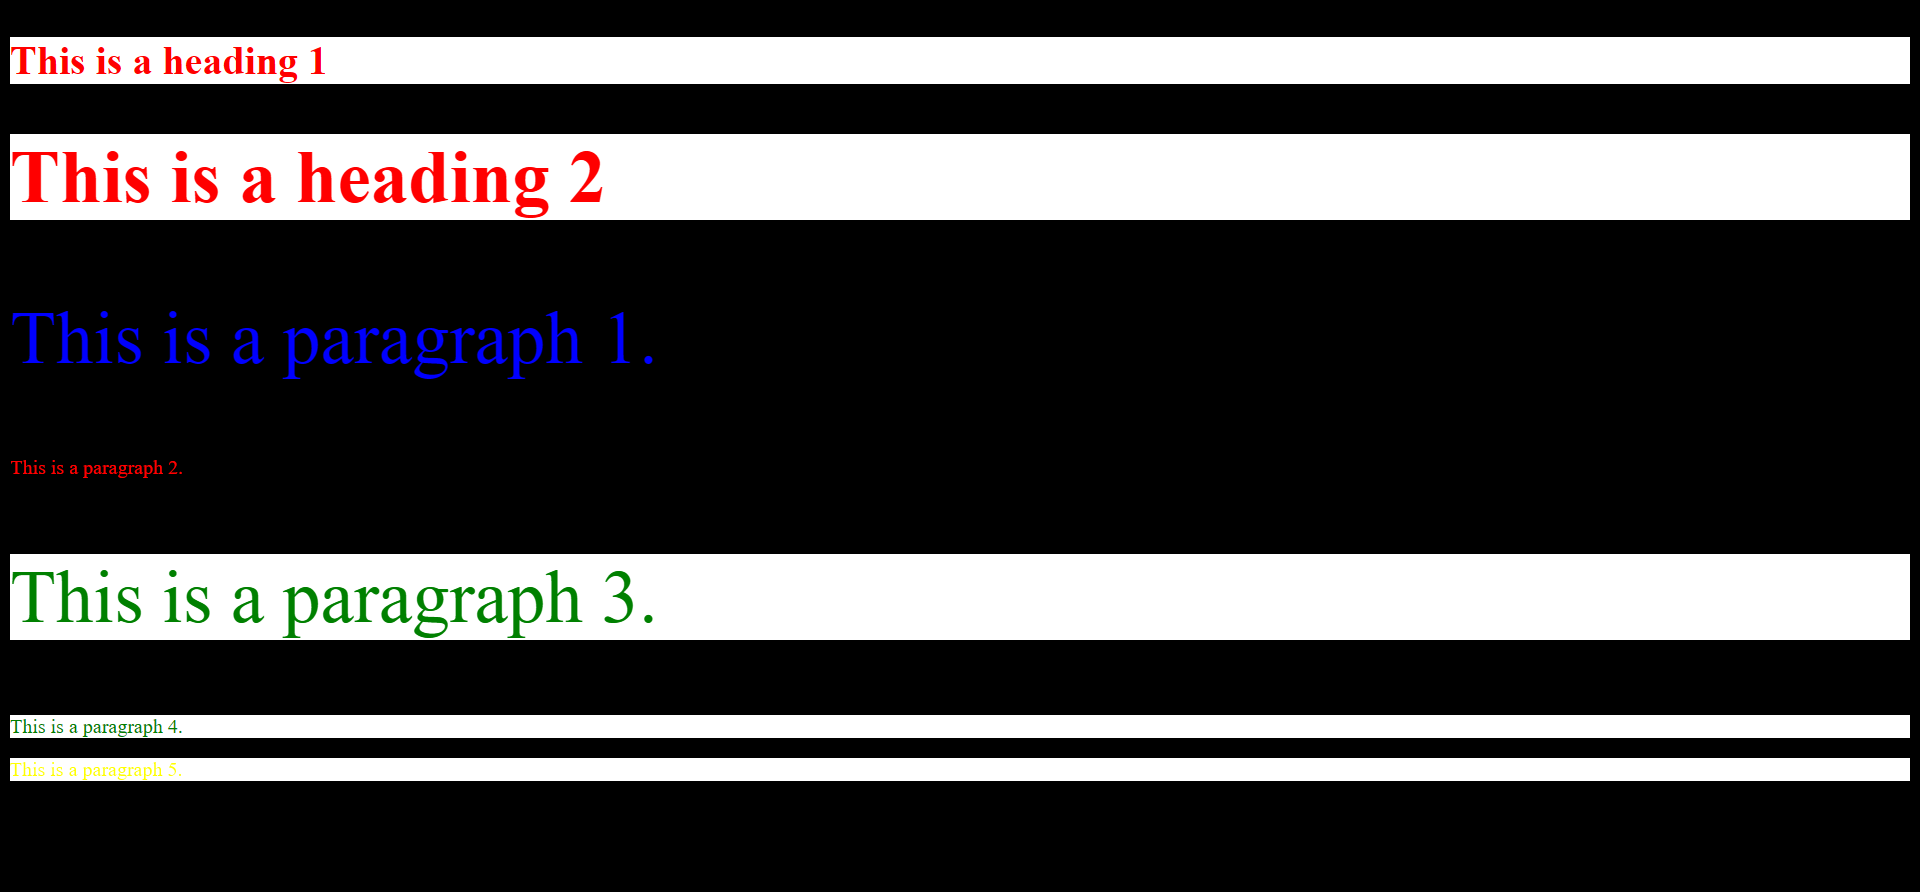 This is a heading 1
This is a heading 2
This is a paragraph 1.
This is a paragraph 2.
This is a paragraph 3.
This is a paragraph 4.
This is a paragraph 5.